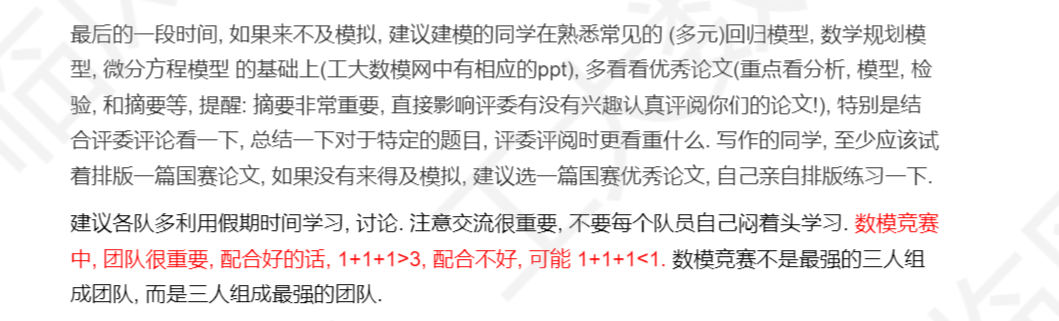 最后的一段时间, 如果来不及模拟, 建议建模的同学在熟悉常见的 (多元)回归模型, 数学规划模
型, 微分方程模型 的基础上(工大数模网中有相应的ppt), 多看看优秀论文(重点看分析, 模型, 检
验, 和摘要等, 提醒: 摘要非常重要, 直接影响评委有没有兴趣认真评阅你们的论文!), 特别是结
合评委评论看一下, 总结一下对于特定的题目, 评委评阅时更看重什么. 写作的同学, 至少应该试
着排版一篇国赛论文, 如果没有来得及模拟, 建议选一篇国赛优秀论文, 自己亲自排版练习一下.
建议各队多利用假期时间学习, 讨论. 注意交流很重要, 不要每个队员自己闷着头学习. 数模竞赛
中, 团队很重要, 配合好的话, 1+1+1>3, 配合不好, 可能 1+1+1<1. 数模竞赛不是最强的三人组
成团队, 而是三人组成最强的团队.